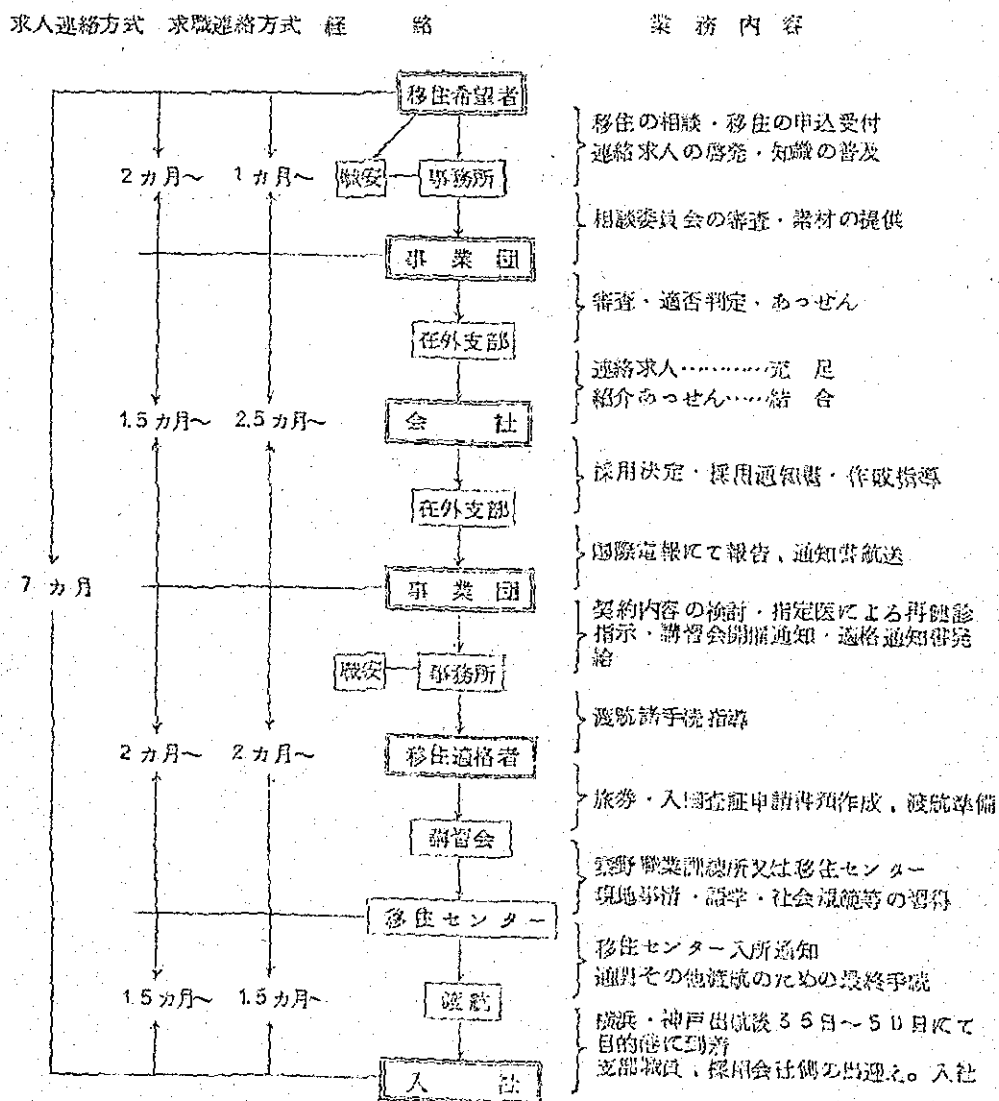 求人連絡方式 求職連絡方式 経 路 業 務 内 容
移住希望者
移住の相談・移住の申込受付
連絡求人の啓発・知識の普及
2カ月～ 1カ月～ 職安 事務所
相談委員会の審査・素材の提供
事 業 団
審査・適否判定・あっせん
在外支部
連絡求人…………充 足
紹介あっせん……結 合
1.5カ月～ 2.5カ月～ 会 社
採用決定・採用通知書・作成指導
在外支部
国際電報にて報告、通知書航送
7カ月 事 業 団
契約内容の検討・指定医による再健診
指示・講習会開催通知・適格通知書発
給
職安 事務所
渡航諸手続指導
2カ月～ 2カ月～ 移住適格者
旅券・入国査証申請書類作成、渡航準備
講習会
職業訓練所又は移住センター
現地事情・語学・社会規範等の習得
移住センター
移住センター入所通知
通関その他渡航のための最終手続
1.5カ月～ 1.5カ月～ 渡航
横浜・神戸出航後35日～50日にて
目的港に到着
支部職員、採用会社側の出迎え。入社
入 社